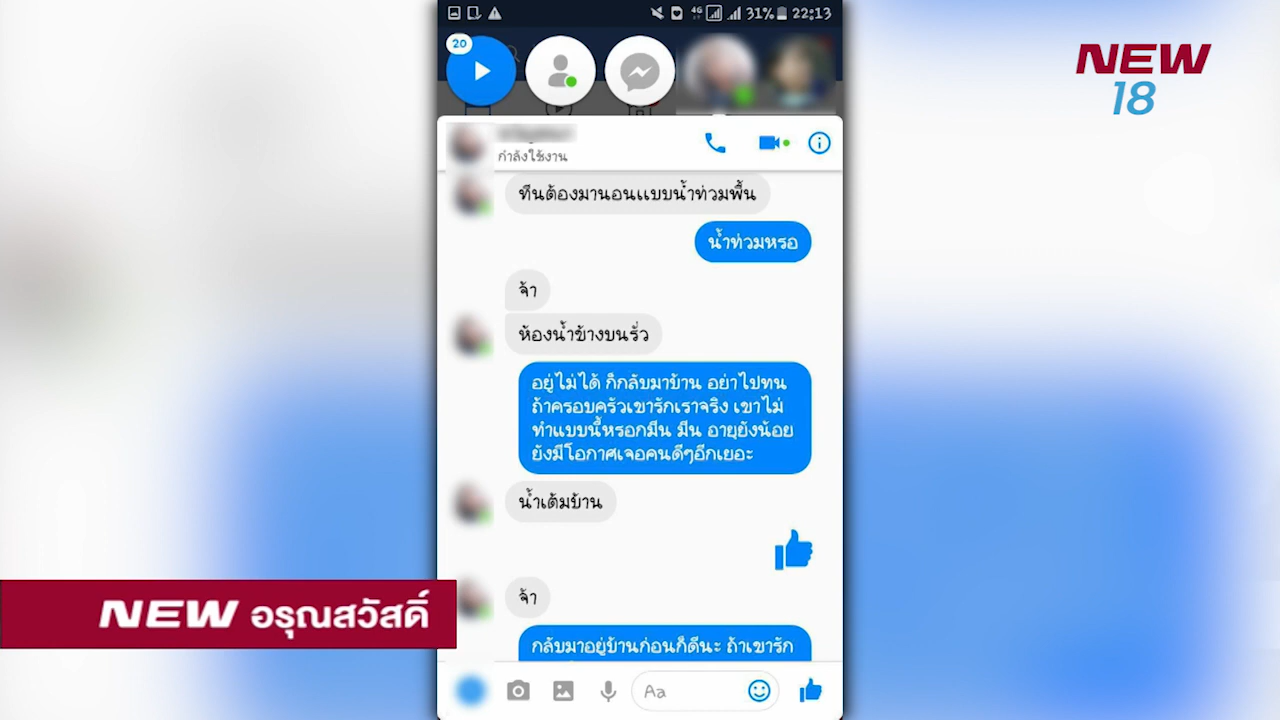 31% 22:13
20
NEW
18
กำลังใช้งาน
ทีนต้องมานอนแบบน้ำท่วมพื้น
น้ำท่วมหรอ
จ้า
ห้องน้ำข้างบนรั่ว
อยู่ไม่ได้ ก็กลับมาบ้าน อย่าไปทน
ถ้าครอบครัวเขารักเราจริง เขาไม่
ทำแบบนี้หรอกมีน มีน อายุยังน้อย
ยังมีโอกาศเจอคนดีๆอีกเยอะ
น้ำเต้มบ้าน
จ้า
กลับมาอยู่บ้านก่อนก็ดีนะ ถ้าเขารัก
NEW อรุณสวัสดิ์
Aa